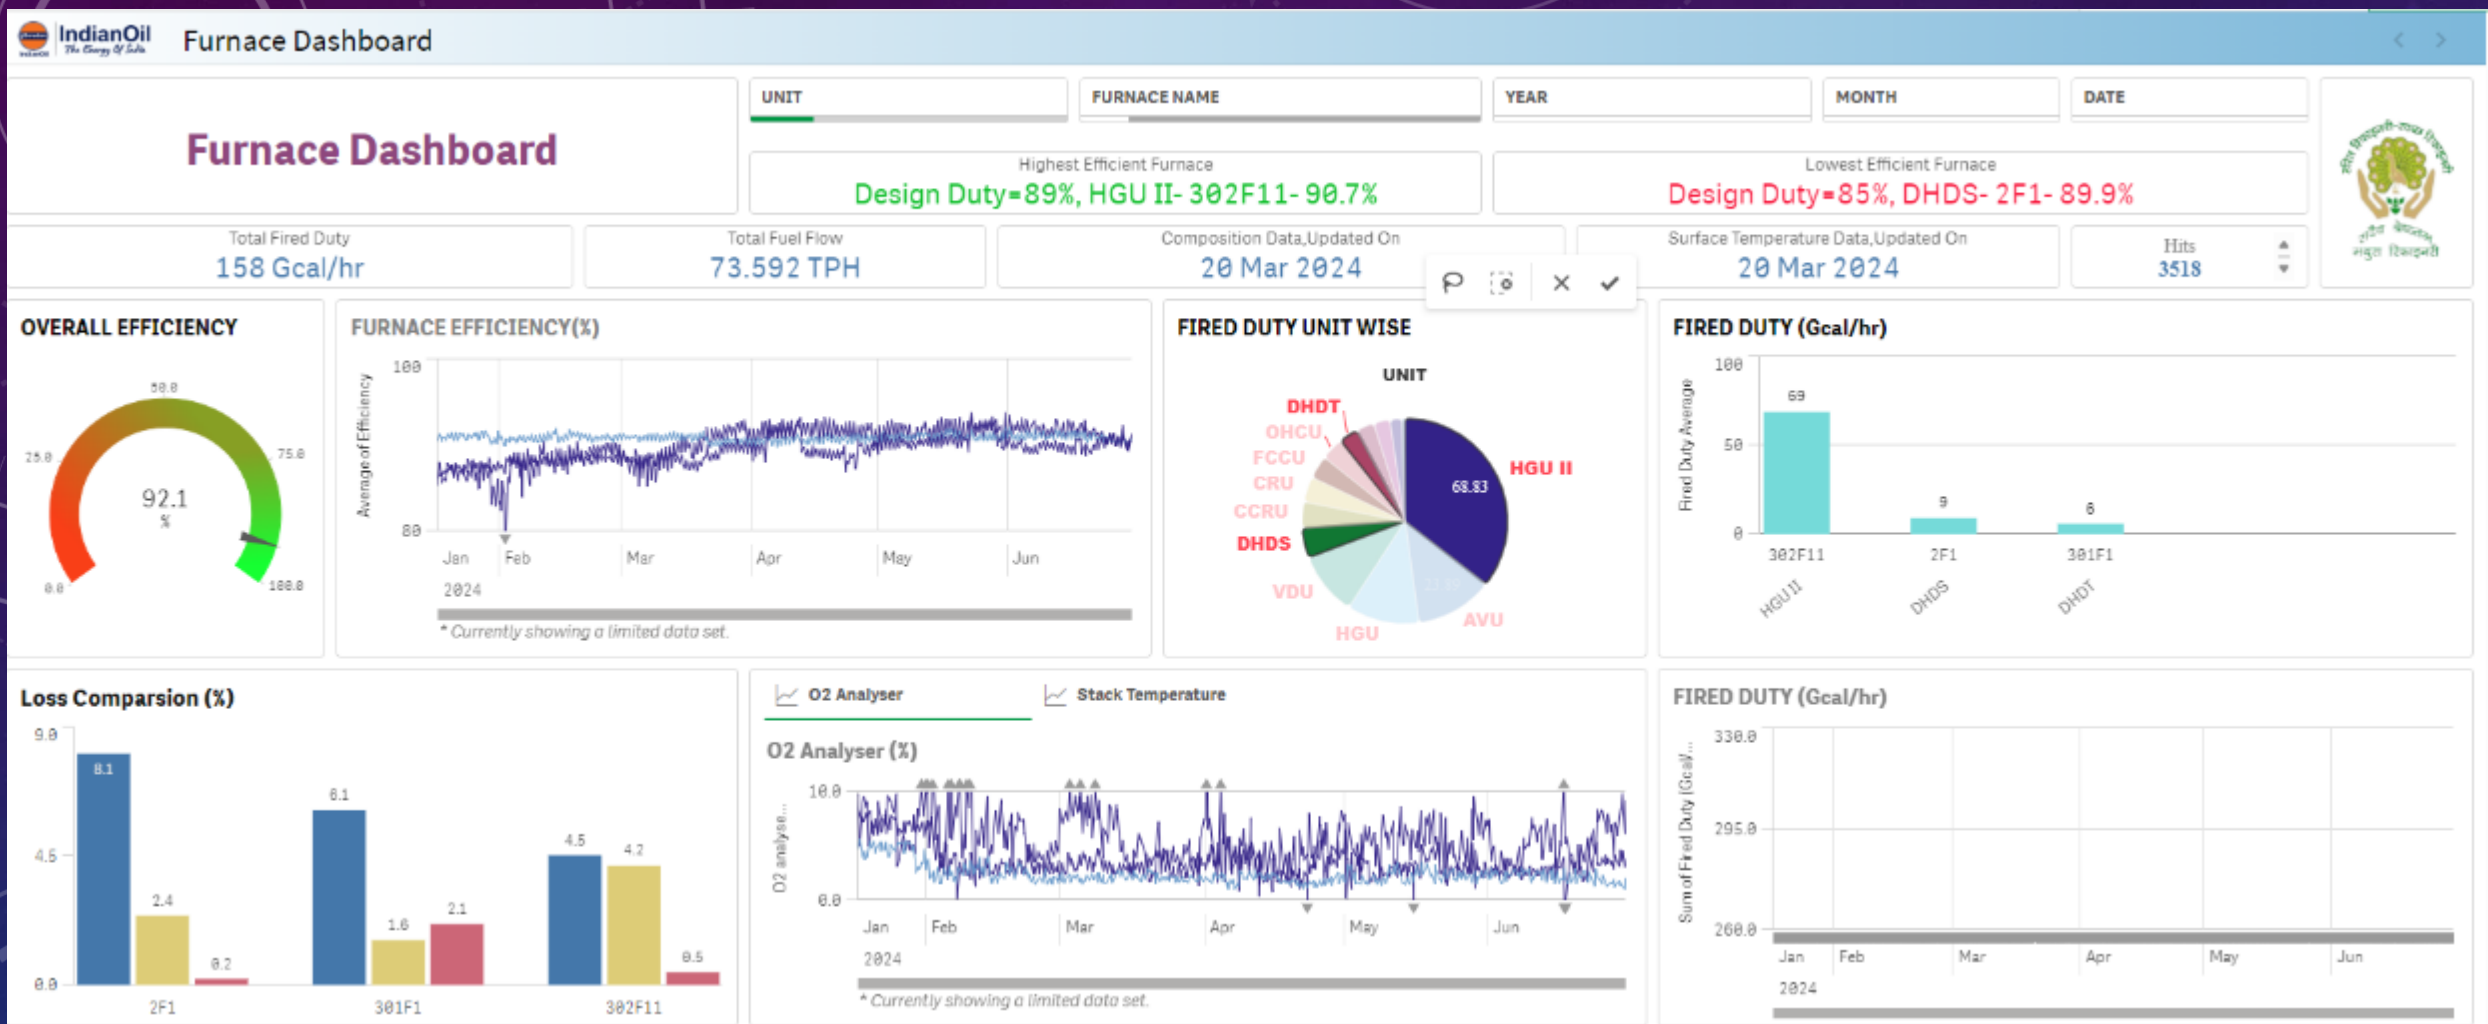 IndianOil
The Energy Of India
IndianOil
Furnace Dashboard
Furnace Dashboard
UNIT
FURNACE NAME
YEAR
MONTH
DATE
Highest Efficient Furnace
Design Duty=89%, HGU II- 302F11- 90.7%
Lowest Efficient Furnace
Design Duty=85%, DHDS- 2F1- 89.9%
Total Fired Duty
158 Gcal/hr
Total Fuel Flow
73.592 TPH
Composition Data,Updated On
20 Mar 2024
Surface Temperature Data,Updated On
20 Mar 2024
Hits
3518
OVERALL EFFICIENCY
0.0
25.0
50.0
75.0
100.0
92.1
%
FURNACE EFFICIENCY(%)
Average of Efficiency
100
80
Jan Feb Mar Apr May Jun
2024
* Currently showing a limited data set.
FIRED DUTY UNIT WISE
UNIT
DHDT
OHCU
FCCU
CRU
CCRU
DHDS
VDU
HGU
AVU
HGU II
68.83
FIRED DUTY (Gcal/hr)
Fired Duty Average
100
50
0
69
9
6
302F11 2F1 301F1
HGU II DHDS DHDT
Loss Comparsion (%)
9.0
4.5
0.0
8.1 2.4 0.2
6.1 1.6 2.1
4.5 4.2 0.5
2F1 301F1 302F11
O2 Analyser
Stack Temperature
O2 Analyser (%)
O2 analyse...
10.0
0.0
Jan Feb Mar Apr May Jun
2024
* Currently showing a limited data set.
FIRED DUTY (Gcal/hr)
Sum of Fired Duty (Gcal/...
330.0
295.0
260.0
Jan Feb Mar Apr May Jun
2024